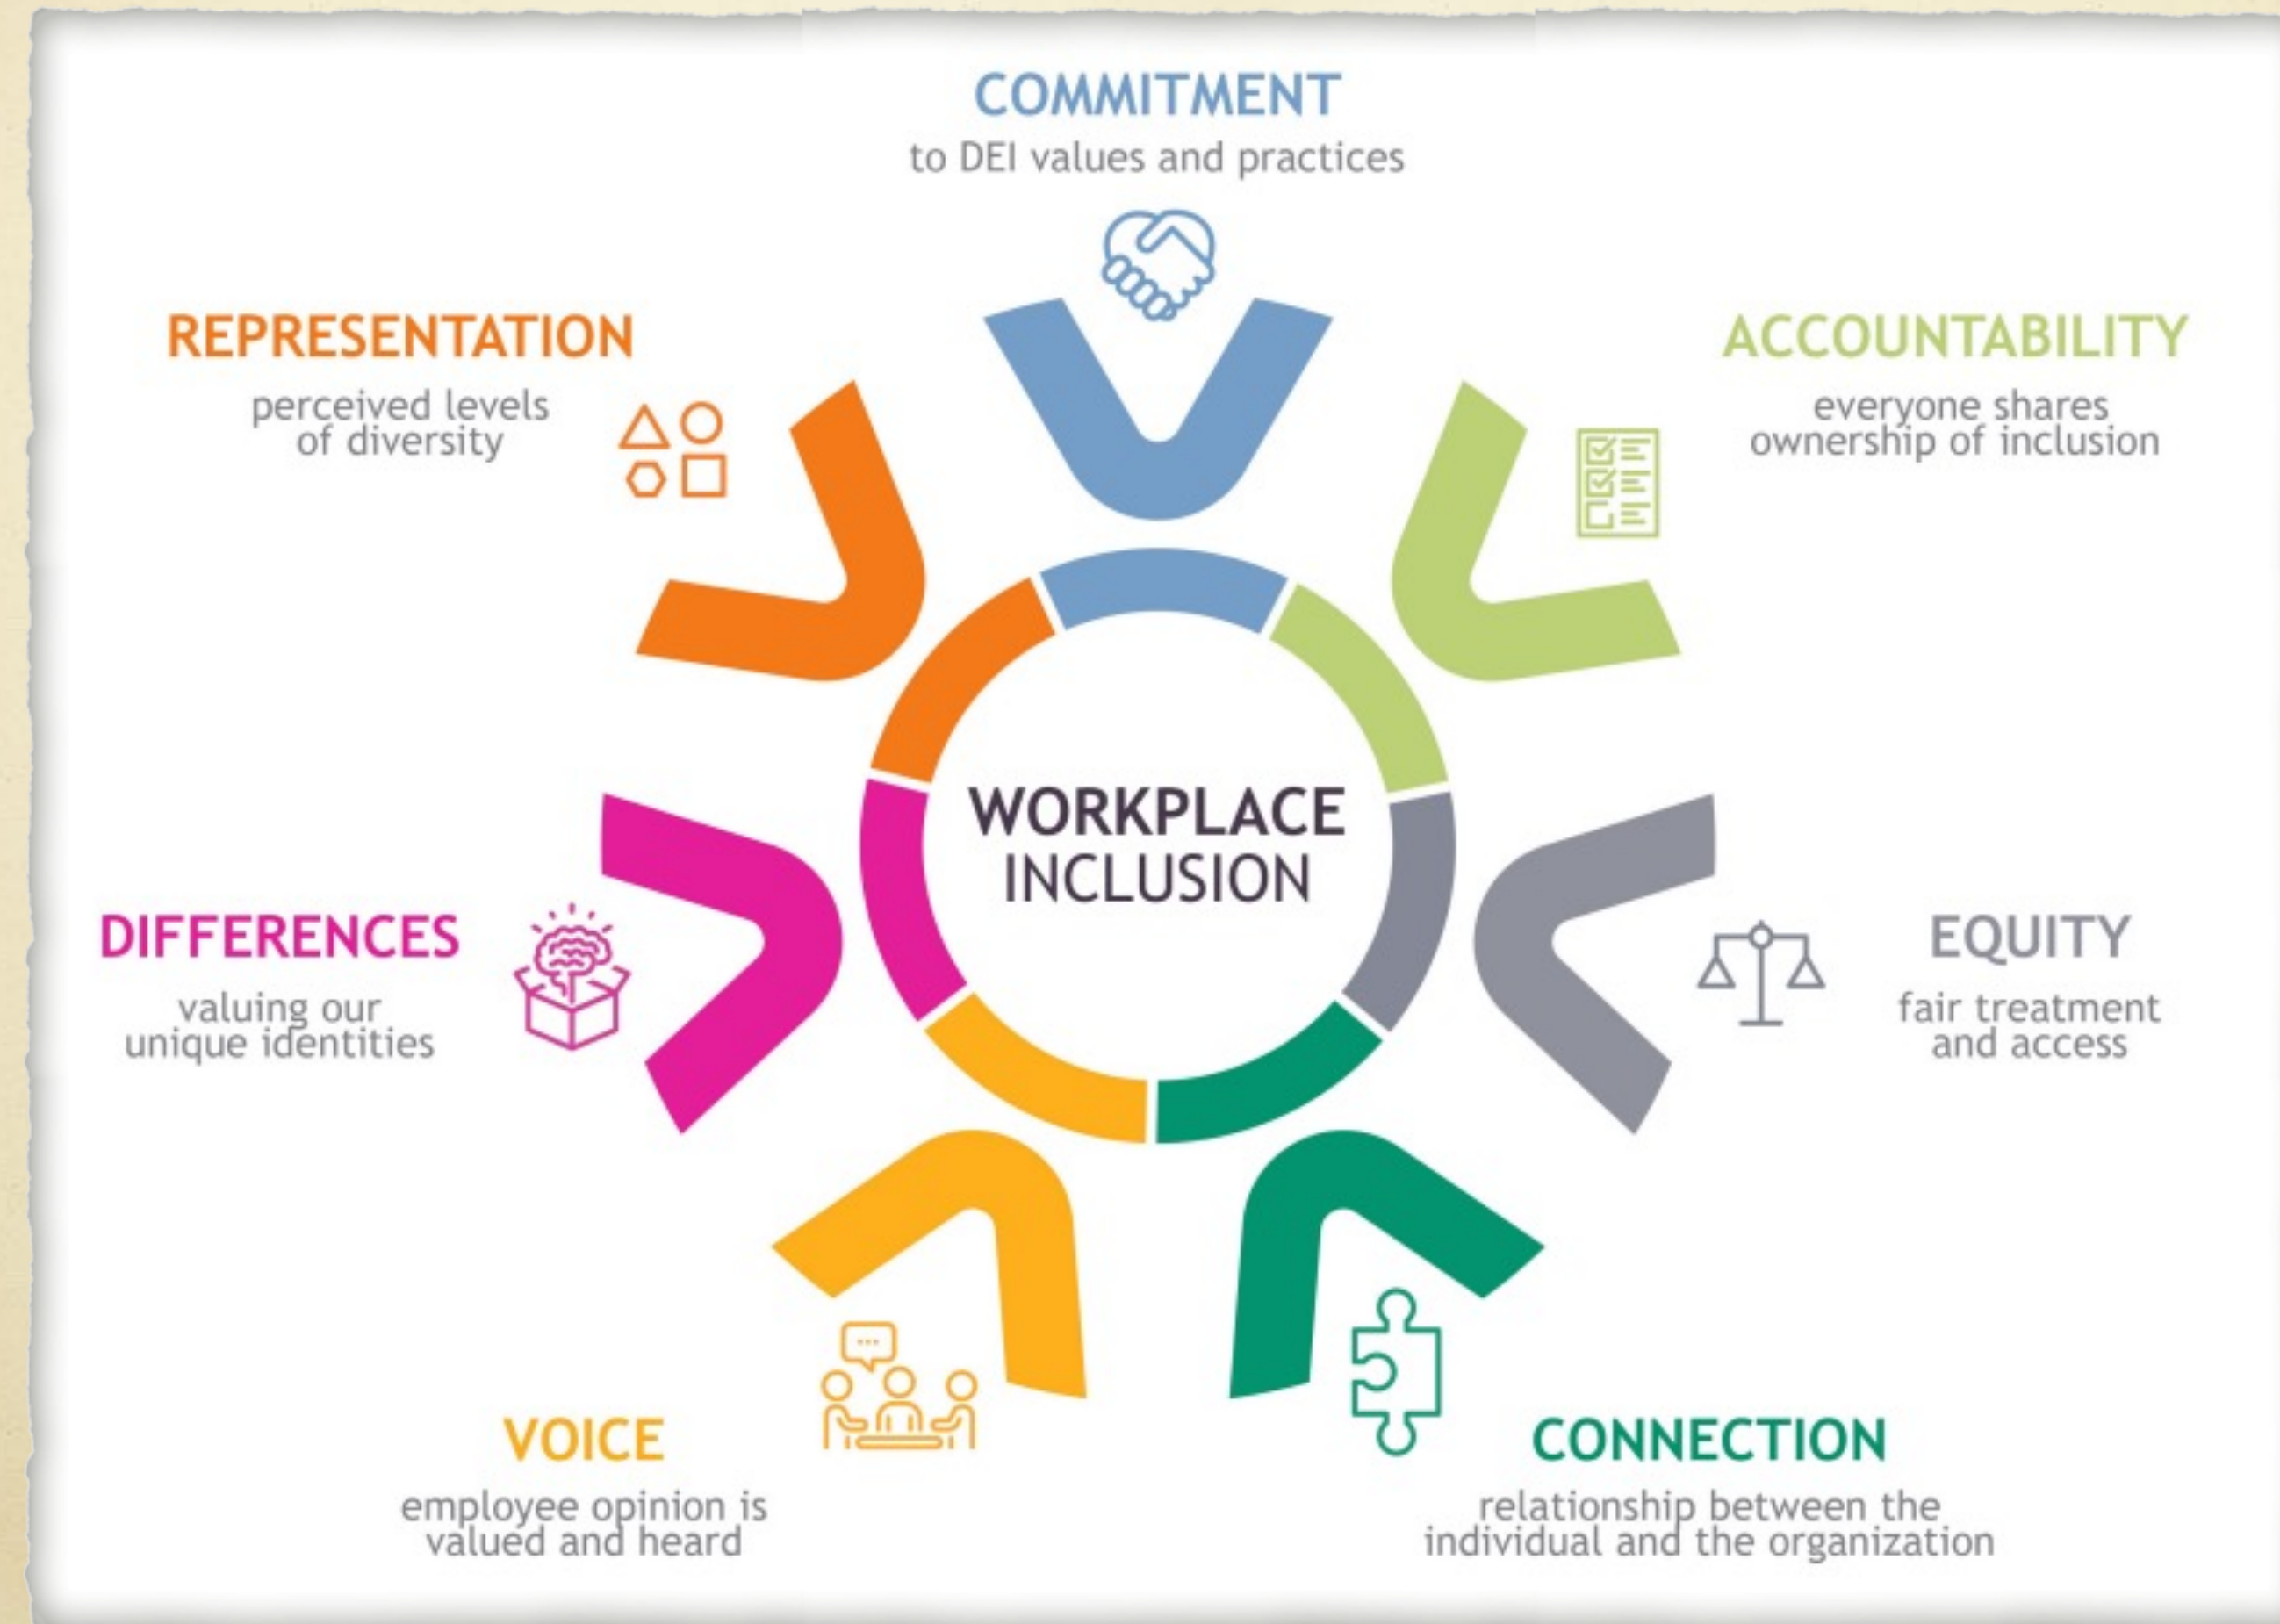 COMMITMENT
to DEI values and practices
REPRESENTATION
perceived levels
of diversity
ACCOUNTABILITY
everyone shares
ownership of inclusion
WORKPLACE
INCLUSION
DIFFERENCES
valuing our
unique identities
EQUITY
fair treatment
and access
VOICE
employee opinion is
valued and heard
CONNECTION
relationship between the
individual and the organization